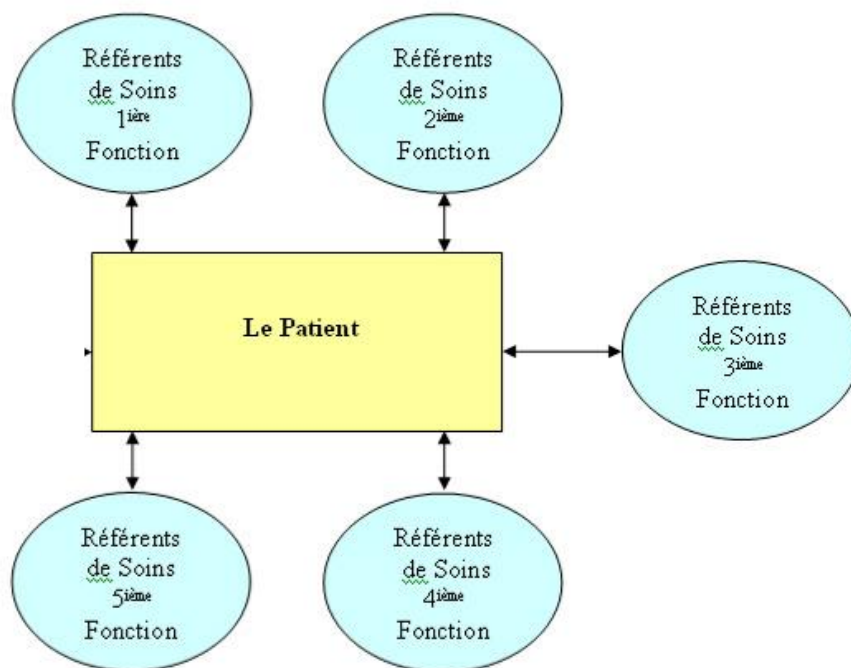 Référents
de Soins
1ière
Fonction
Référents
de Soins
2ième
Fonction
Le Patient
Référents
de Soins
3ième
Fonction
Référents
de Soins
5ième
Fonction
Référents
de Soins
4ième
Fonction